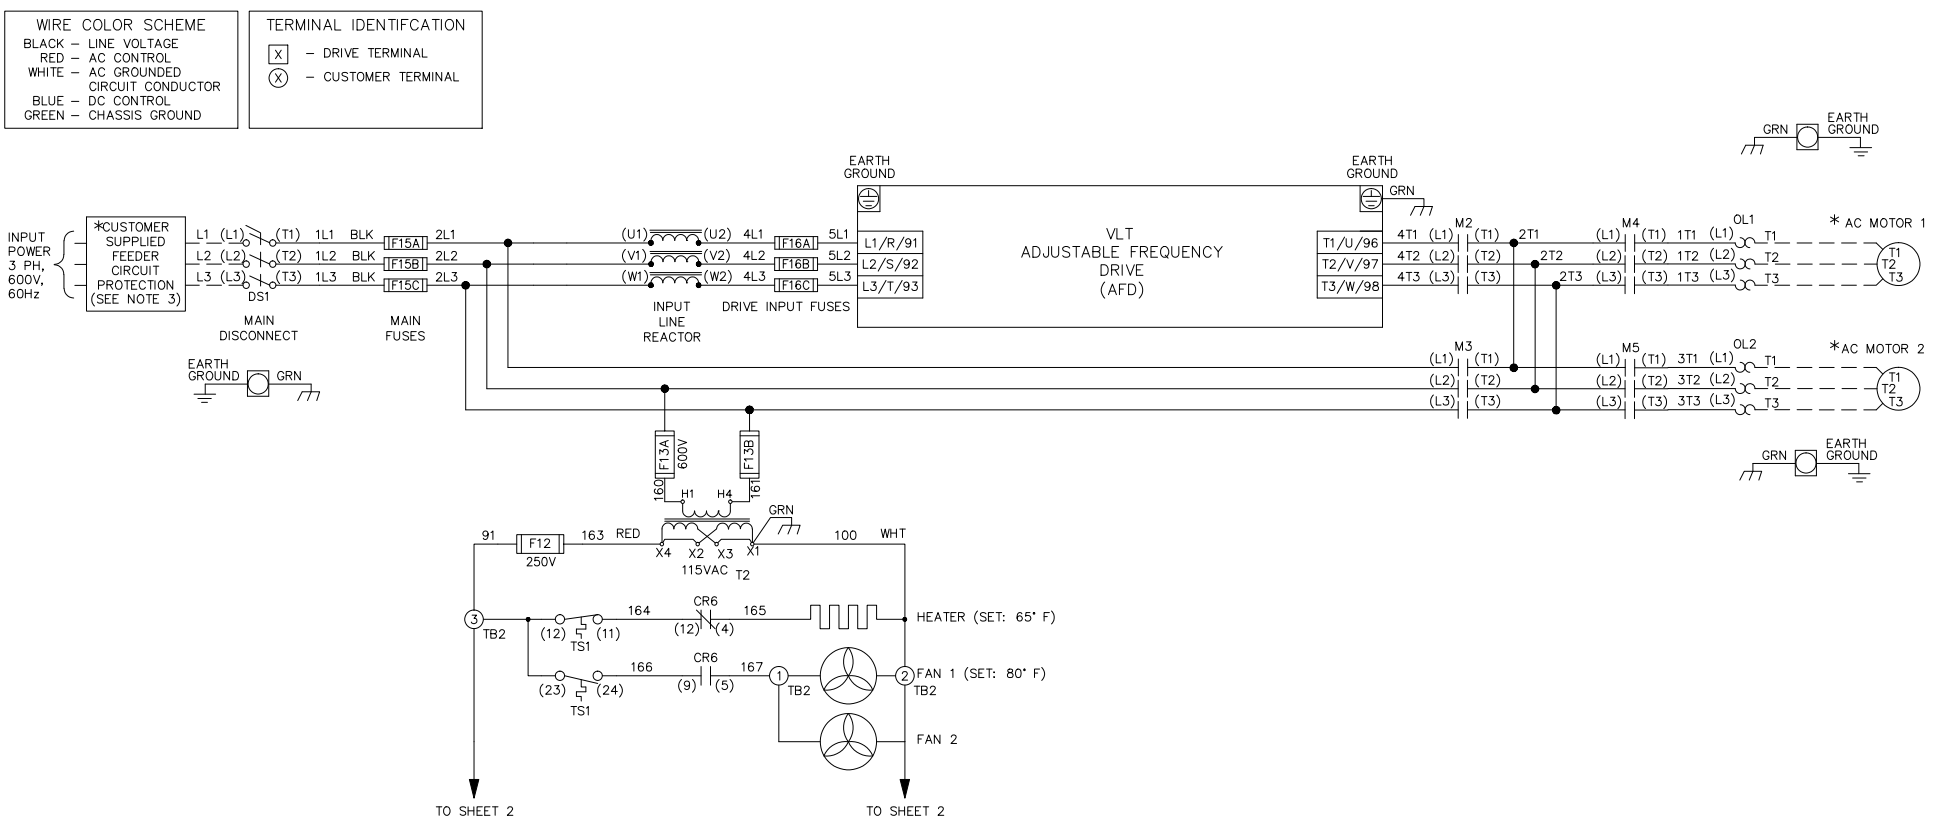 WIRE COLOR SCHEME
BLACK – LINE VOLTAGE
RED – AC CONTROL
WHITE – AC GROUNDED
CIRCUIT CONDUCTOR
BLUE – DC CONTROL
GREEN – CHASSIS GROUND
TERMINAL IDENTIFCATION
X – DRIVE TERMINAL
X – CUSTOMER TERMINAL
GRN
EARTH
GROUND
EARTH
GROUND
EARTH
GROUND
GRN
INPUT
POWER
3 PH,
600V,
60Hz
*CUSTOMER
SUPPLIED
FEEDER
CIRCUIT
PROTECTION
(SEE NOTE 3)
L1 (L1) (T1) 1L1 BLK F15A 2L1 (U1) (U2) 4L1 F16A 5L1 L1/R/91
L2 (L2) (T2) 1L2 BLK F15B 2L2 (V1) (V2) 4L2 F16B 5L2 L2/S/92
L3 (L3) (T3) 1L3 BLK F15C 2L3 (W1) (W2) 4L3 F16C 5L3 L3/T/93
DS1
MAIN
DISCONNECT
MAIN
FUSES
INPUT
LINE
REACTOR
DRIVE INPUT FUSES
VLT
ADJUSTABLE FREQUENCY
DRIVE
(AFD)
M2 M4 OL1 * AC MOTOR 1
T1/U/96 4T1 (L1) (T1) 2T1 (L1) (T1) 1T1 (L1) T1 T1
T2/V/97 4T2 (L2) (T2) 2T2 (L2) (T2) 1T2 (L2) T2 T2
T3/W/98 4T3 (L3) (T3) 2T3 (L3) (T3) 1T3 (L3) T3 T3
EARTH
GROUND
GRN
M3 M5 OL2 *AC MOTOR 2
(L1) (T1) (L1) (T1) 3T1 (L1) T1 T1
(L2) (T2) (L2) (T2) 3T2 (L2) T2 T2
(L3) (T3) (L3) (T3) 3T3 (L3) T3 T3
GRN
EARTH
GROUND
F13A
600V
F13B
160
H1 H4
161
GRN
91 F12 163 RED
250V
X4 X2 X3 X1
100 WHT
115VAC T2
3
TB2
(12) (11)
TS1
164
CR6
(12) (4)
165
HEATER (SET: 65° F)
(23) (24)
TS1
166
CR6
(9) (5)
167
1
TB2
2
TB2
FAN 1 (SET: 80° F)
FAN 2
TO SHEET 2
TO SHEET 2